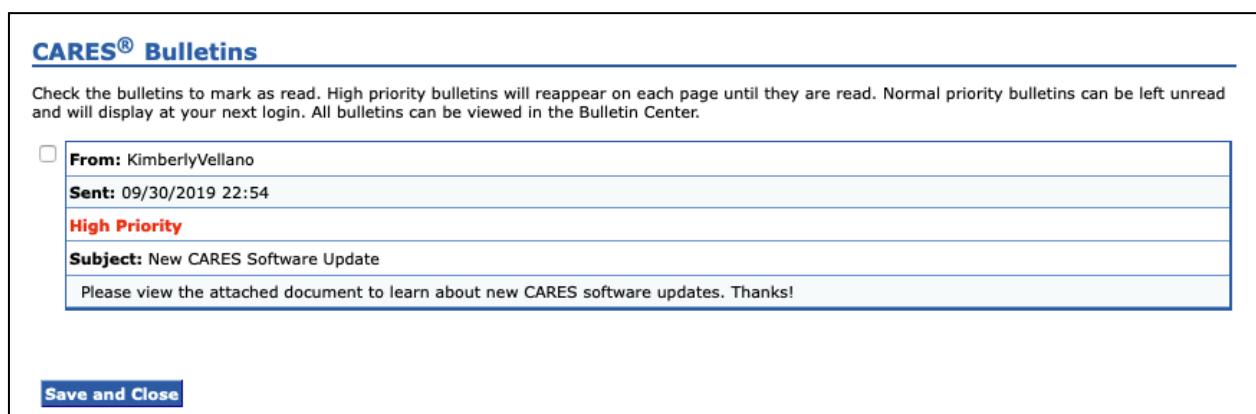 CARES® Bulletins
Check the bulletins to mark as read. High priority bulletins will reappear on each page until they are read. Normal priority bulletins can be left unread
and will display at your next login. All bulletins can be viewed in the Bulletin Center.
From: KimberlyVellano
Sent: 09/30/2019 22:54
High Priority
Subject: New CARES Software Update
Please view the attached document to learn about new CARES software updates. Thanks!
Save and Close